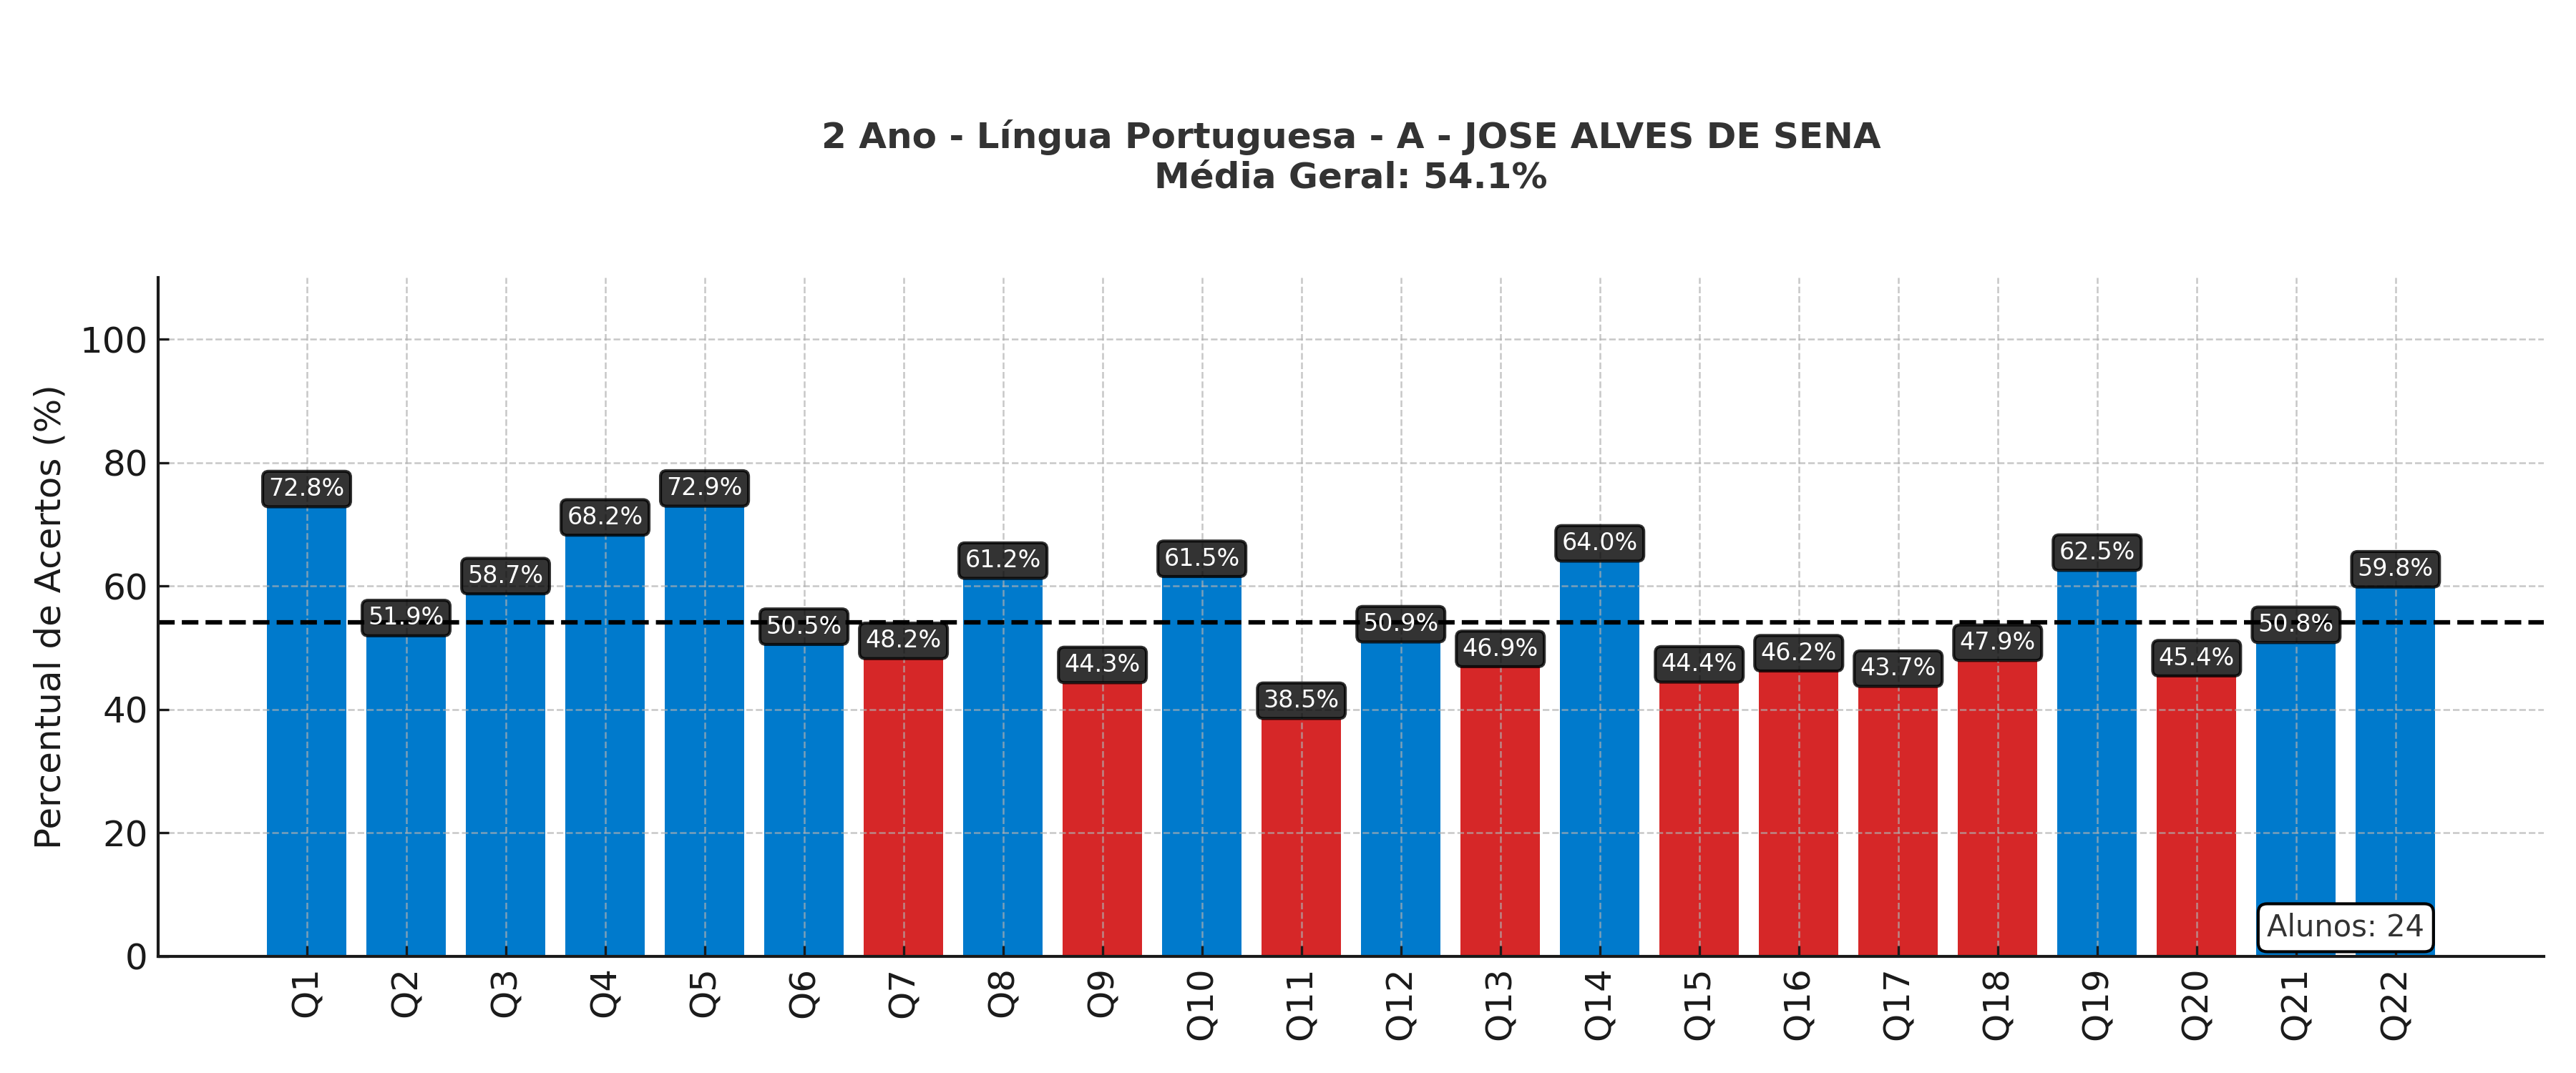 2 Ano - Língua Portuguesa - A - JOSE ALVES DE SENA
Média Geral: 54.1%
Percentual de Acertos (%)
100
80
60
40
20
0
72.8%
51.9%
58.7%
68.2%
72.9%
50.5%
48.2%
61.2%
44.3%
61.5%
38.5%
50.9%
46.9%
64.0%
44.4%
46.2%
43.7%
47.9%
62.5%
45.4%
50.8%
59.8%
Alunos: 24
Q1
Q2
Q3
Q4
Q5
Q6
Q7
Q8
Q9
Q10
Q11
Q12
Q13
Q14
Q15
Q16
Q17
Q18
Q19
Q20
Q21
Q22